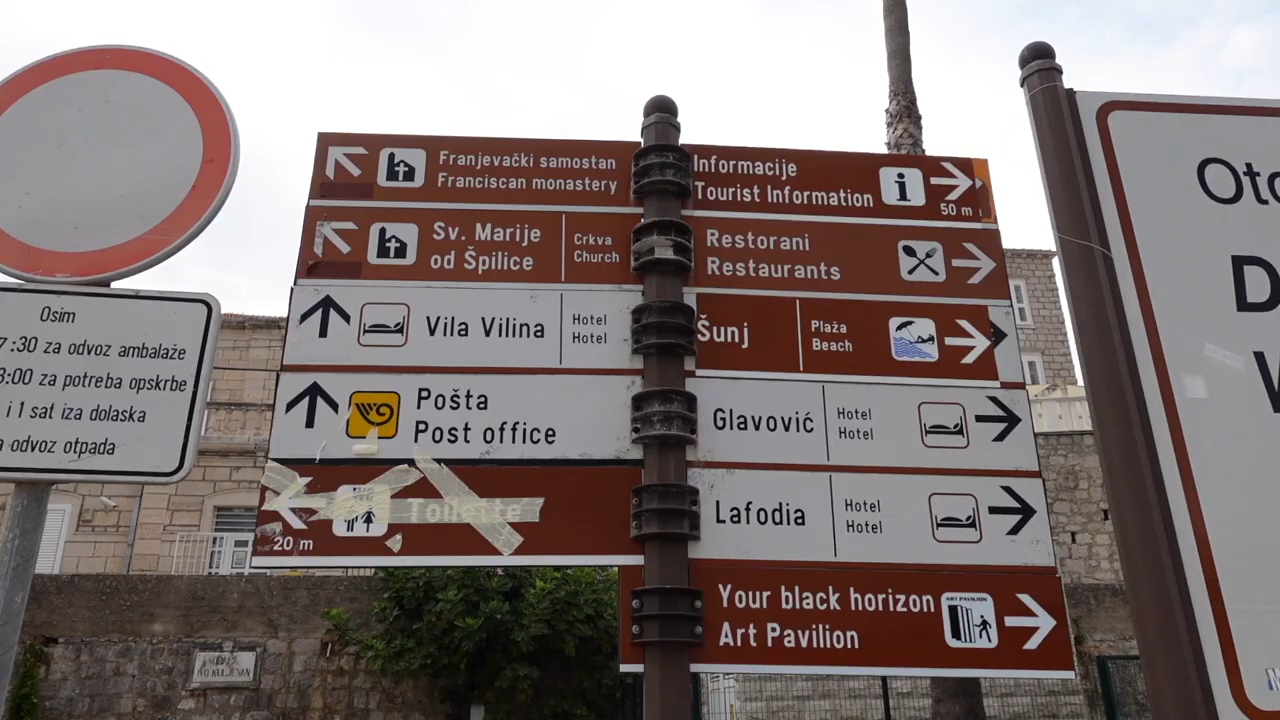 Osim
7:30 za odvoz ambalaže
3:00 za potreba opskrbe
i 1 sat iza dolaska
odvoz otpada
Franjevački samostan
Franciscan monastery
Sv. Marije
od Špilice
Crkva
Church
Vila Vilina
Hotel
Hotel
Pošta
Post office
Toilette
20 m
Informacije
Tourist Information
i
50 m
Restorani
Restaurants
Šunj
Plaža
Beach
Glavović
Hotel
Hotel
Lafodia
Hotel
Hotel
Your black horizon
Art Pavilion
ART PAVILION
Oto
D